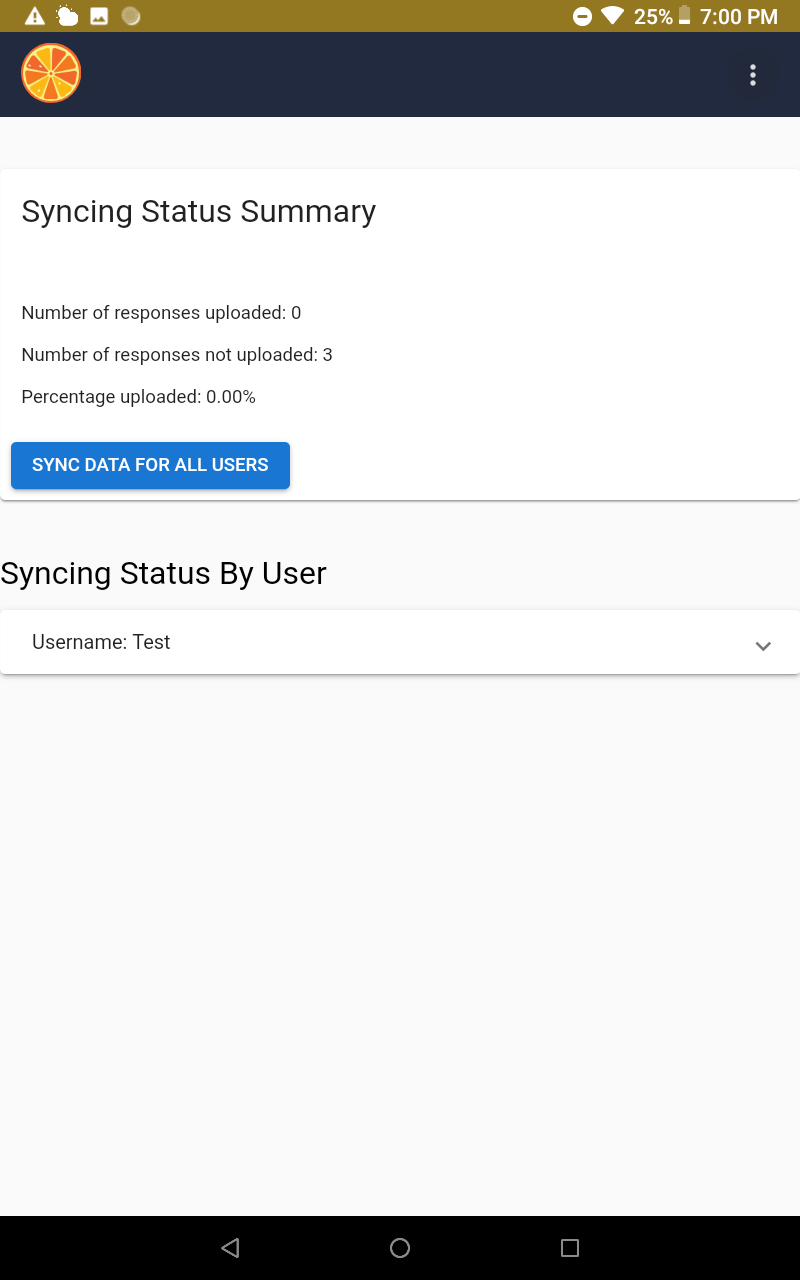 25% 7:00 PM
Syncing Status Summary
Number of responses uploaded: 0
Number of responses not uploaded: 3
Percentage uploaded: 0.00%
SYNC DATA FOR ALL USERS
Syncing Status By User
Username: Test